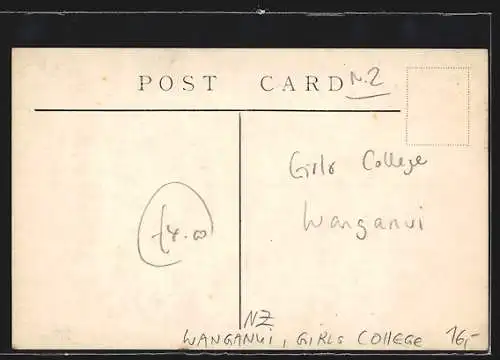 POST CARD N.2
Girls College
Wanganui
£4.00
NZ
WANGANUI, GIRLS COLLEGE 16,-